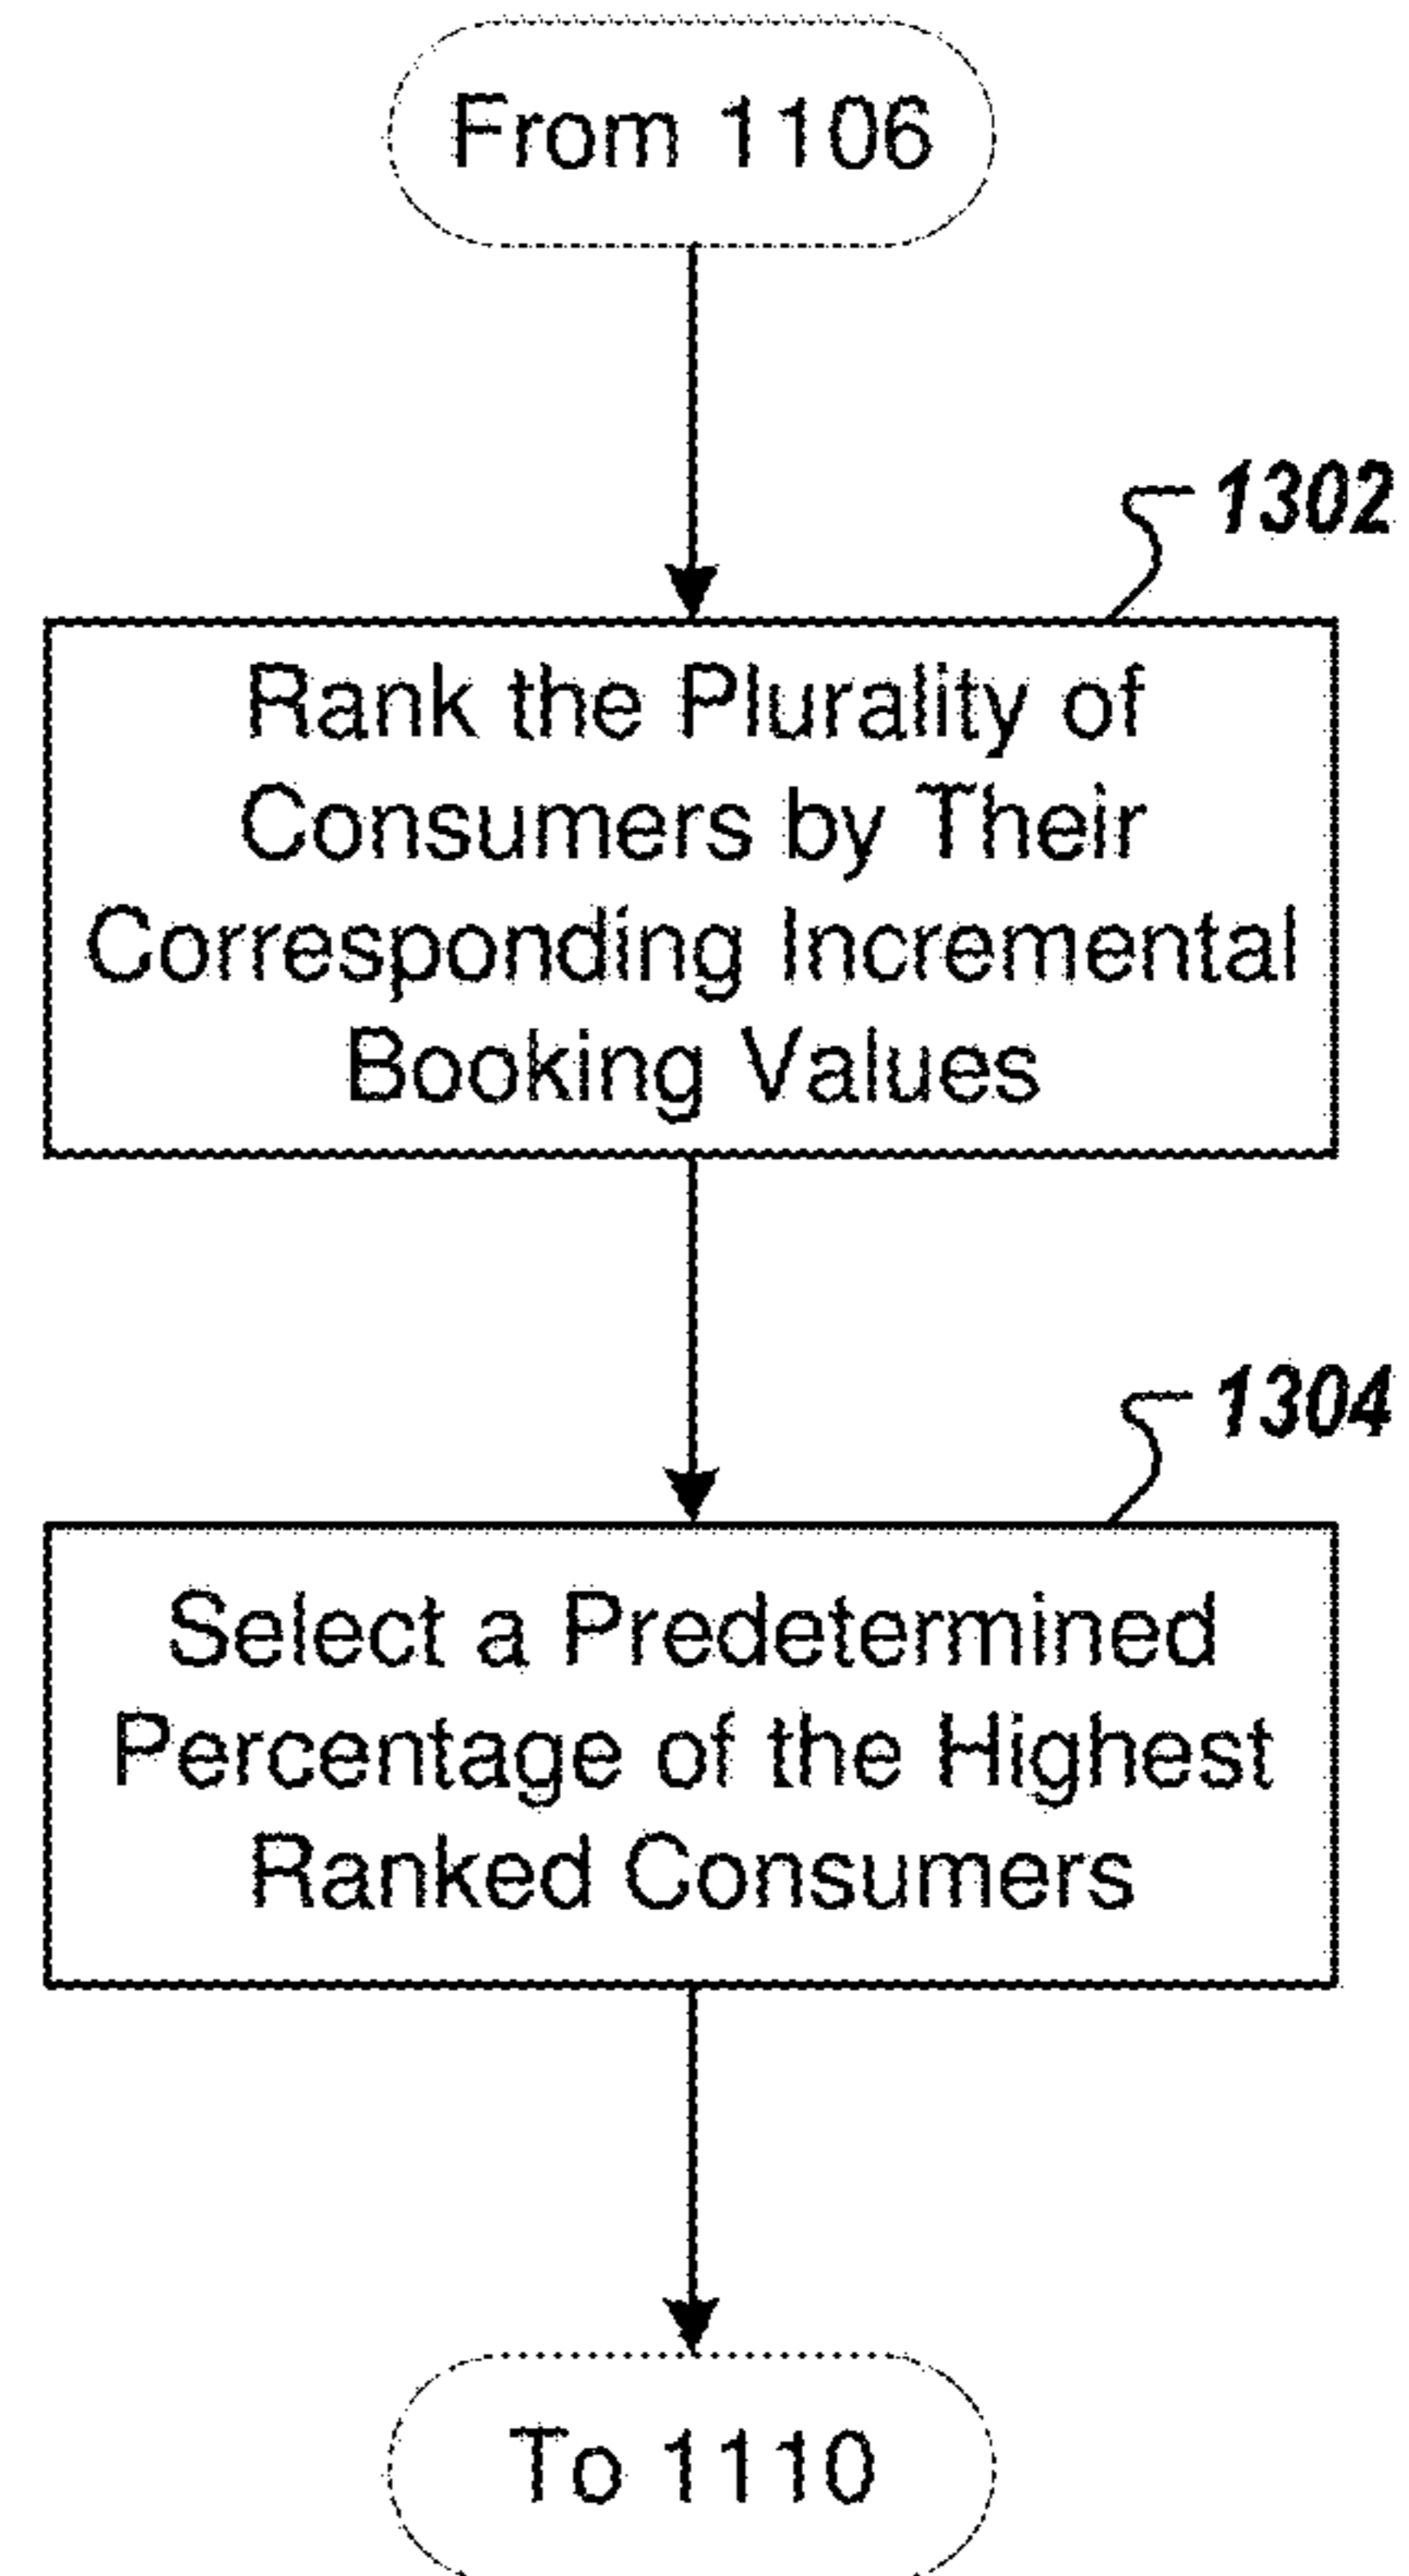 From 1106
1302
Rank the Plurality of
Consumers by Their
Corresponding Incremental
Booking Values
1304
Select a Predetermined
Percentage of the Highest
Ranked Consumers
To 1110